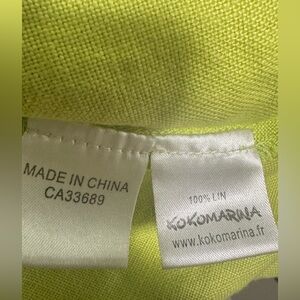 MADE IN CHINA
CA33689
100% LIN
KOKOMARINA
www.kokomarina.fr